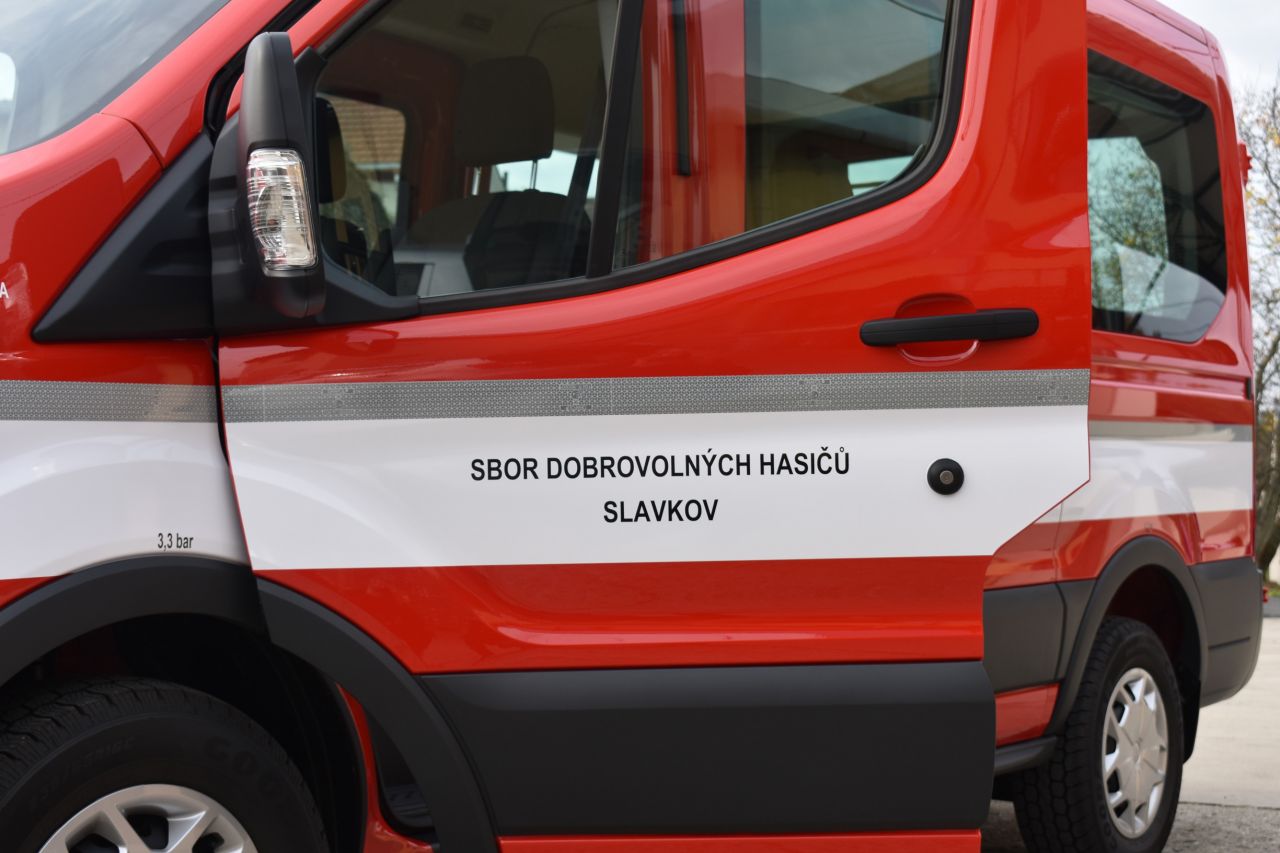 A
SBOR DOBROVOLNÝCH HASIČŮ
SLAVKOV
3,3 bar